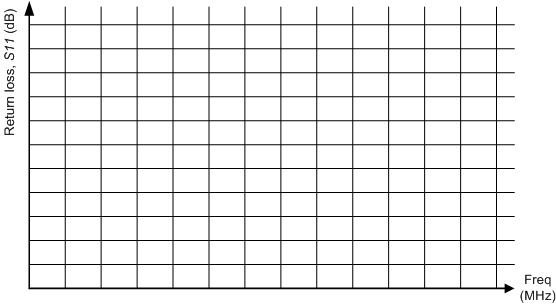 Return loss, S11 (dB)
Freq
(MHz)